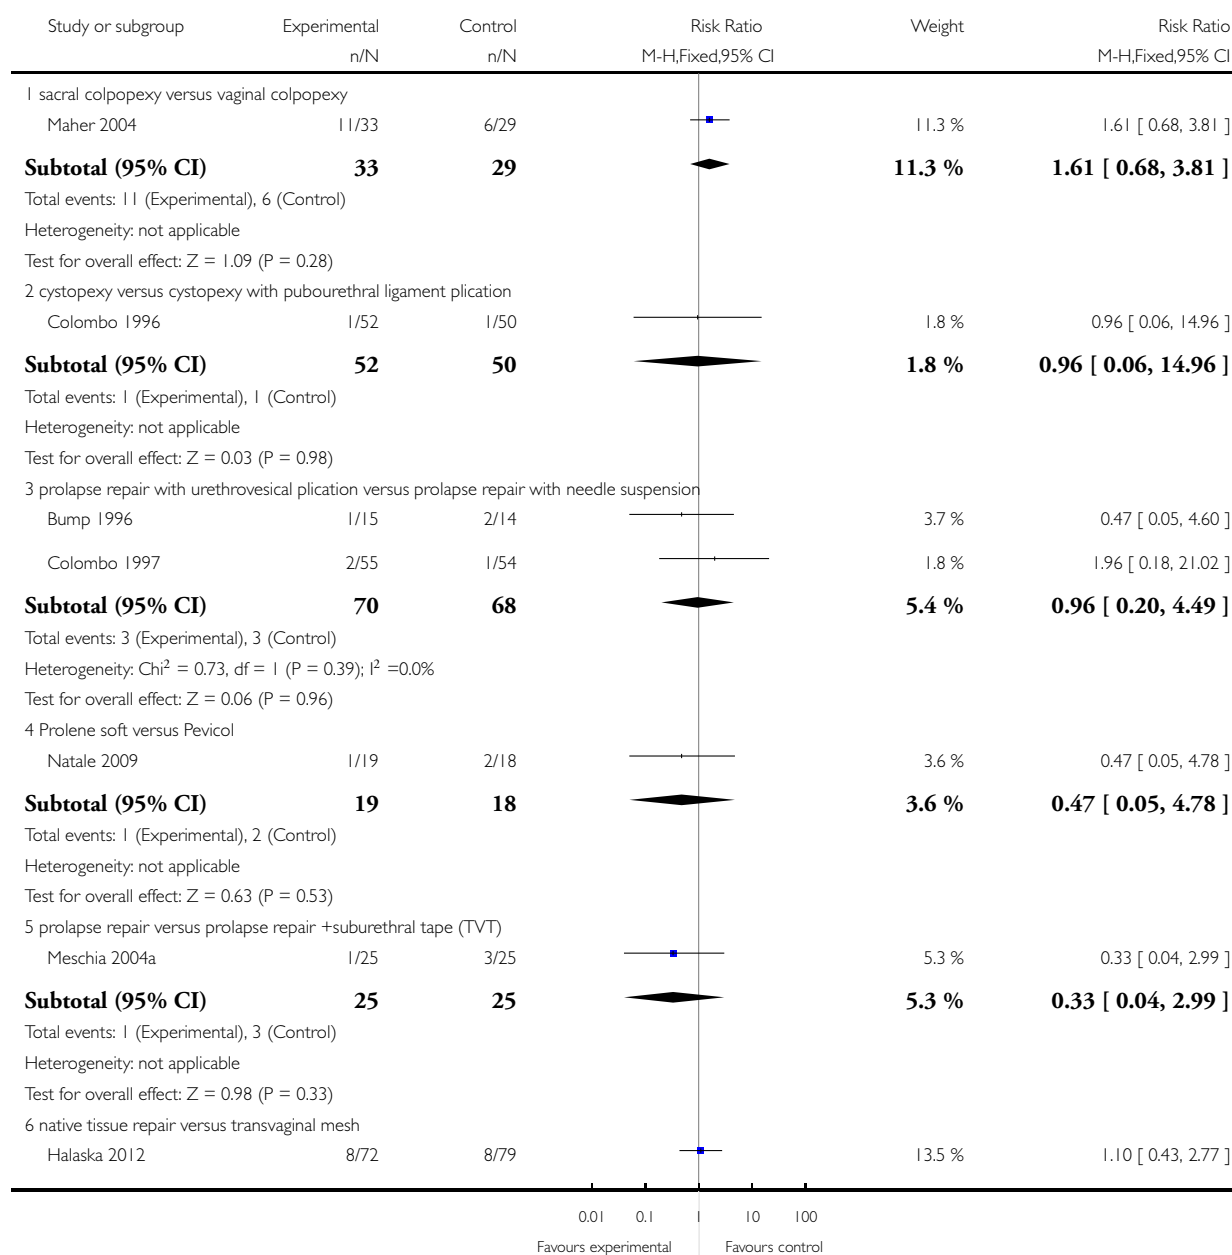 Study or subgroup Experimental Control Risk Ratio Weight Risk Ratio
n/N n/N M-H,Fixed,95% CI M-H,Fixed,95% CI
1 sacral colpopexy versus vaginal colpopexy
Maher 2004 11/33 6/29 11.3 % 1.61 [ 0.68, 3.81 ]
Subtotal (95% CI) 33 29 11.3 % 1.61 [ 0.68, 3.81 ]
Total events: 11 (Experimental), 6 (Control)
Heterogeneity: not applicable
Test for overall effect: Z = 1.09 (P = 0.28)
2 cystopexy versus cystopexy with pubourethral ligament plication
Colombo 1996 1/52 1/50 1.8 % 0.96 [ 0.06, 14.96 ]
Subtotal (95% CI) 52 50 1.8 % 0.96 [ 0.06, 14.96 ]
Total events: 1 (Experimental), 1 (Control)
Heterogeneity: not applicable
Test for overall effect: Z = 0.03 (P = 0.98)
3 prolapse repair with urethrovesical plication versus prolapse repair with needle suspension
Bump 1996 1/15 2/14 3.7 % 0.47 [ 0.05, 4.60 ]
Colombo 1997 2/55 1/54 1.8 % 1.96 [ 0.18, 21.02 ]
Subtotal (95% CI) 70 68 5.4 % 0.96 [ 0.20, 4.49 ]
Total events: 3 (Experimental), 3 (Control)
Heterogeneity: Chi² = 0.73, df = 1 (P = 0.39); I² =0.0%
Test for overall effect: Z = 0.06 (P = 0.96)
4 Prolene soft versus Pevicol
Natale 2009 1/19 2/18 3.6 % 0.47 [ 0.05, 4.78 ]
Subtotal (95% CI) 19 18 3.6 % 0.47 [ 0.05, 4.78 ]
Total events: 1 (Experimental), 2 (Control)
Heterogeneity: not applicable
Test for overall effect: Z = 0.63 (P = 0.53)
5 prolapse repair versus prolapse repair +suburethral tape (TVT)
Meschia 2004a 1/25 3/25 5.3 % 0.33 [ 0.04, 2.99 ]
Subtotal (95% CI) 25 25 5.3 % 0.33 [ 0.04, 2.99 ]
Total events: 1 (Experimental), 3 (Control)
Heterogeneity: not applicable
Test for overall effect: Z = 0.98 (P = 0.33)
6 native tissue repair versus transvaginal mesh
Halaska 2012 8/72 8/79 13.5 % 1.10 [ 0.43, 2.77 ]
0.01 0.1 1 10 100
Favours experimental Favours control